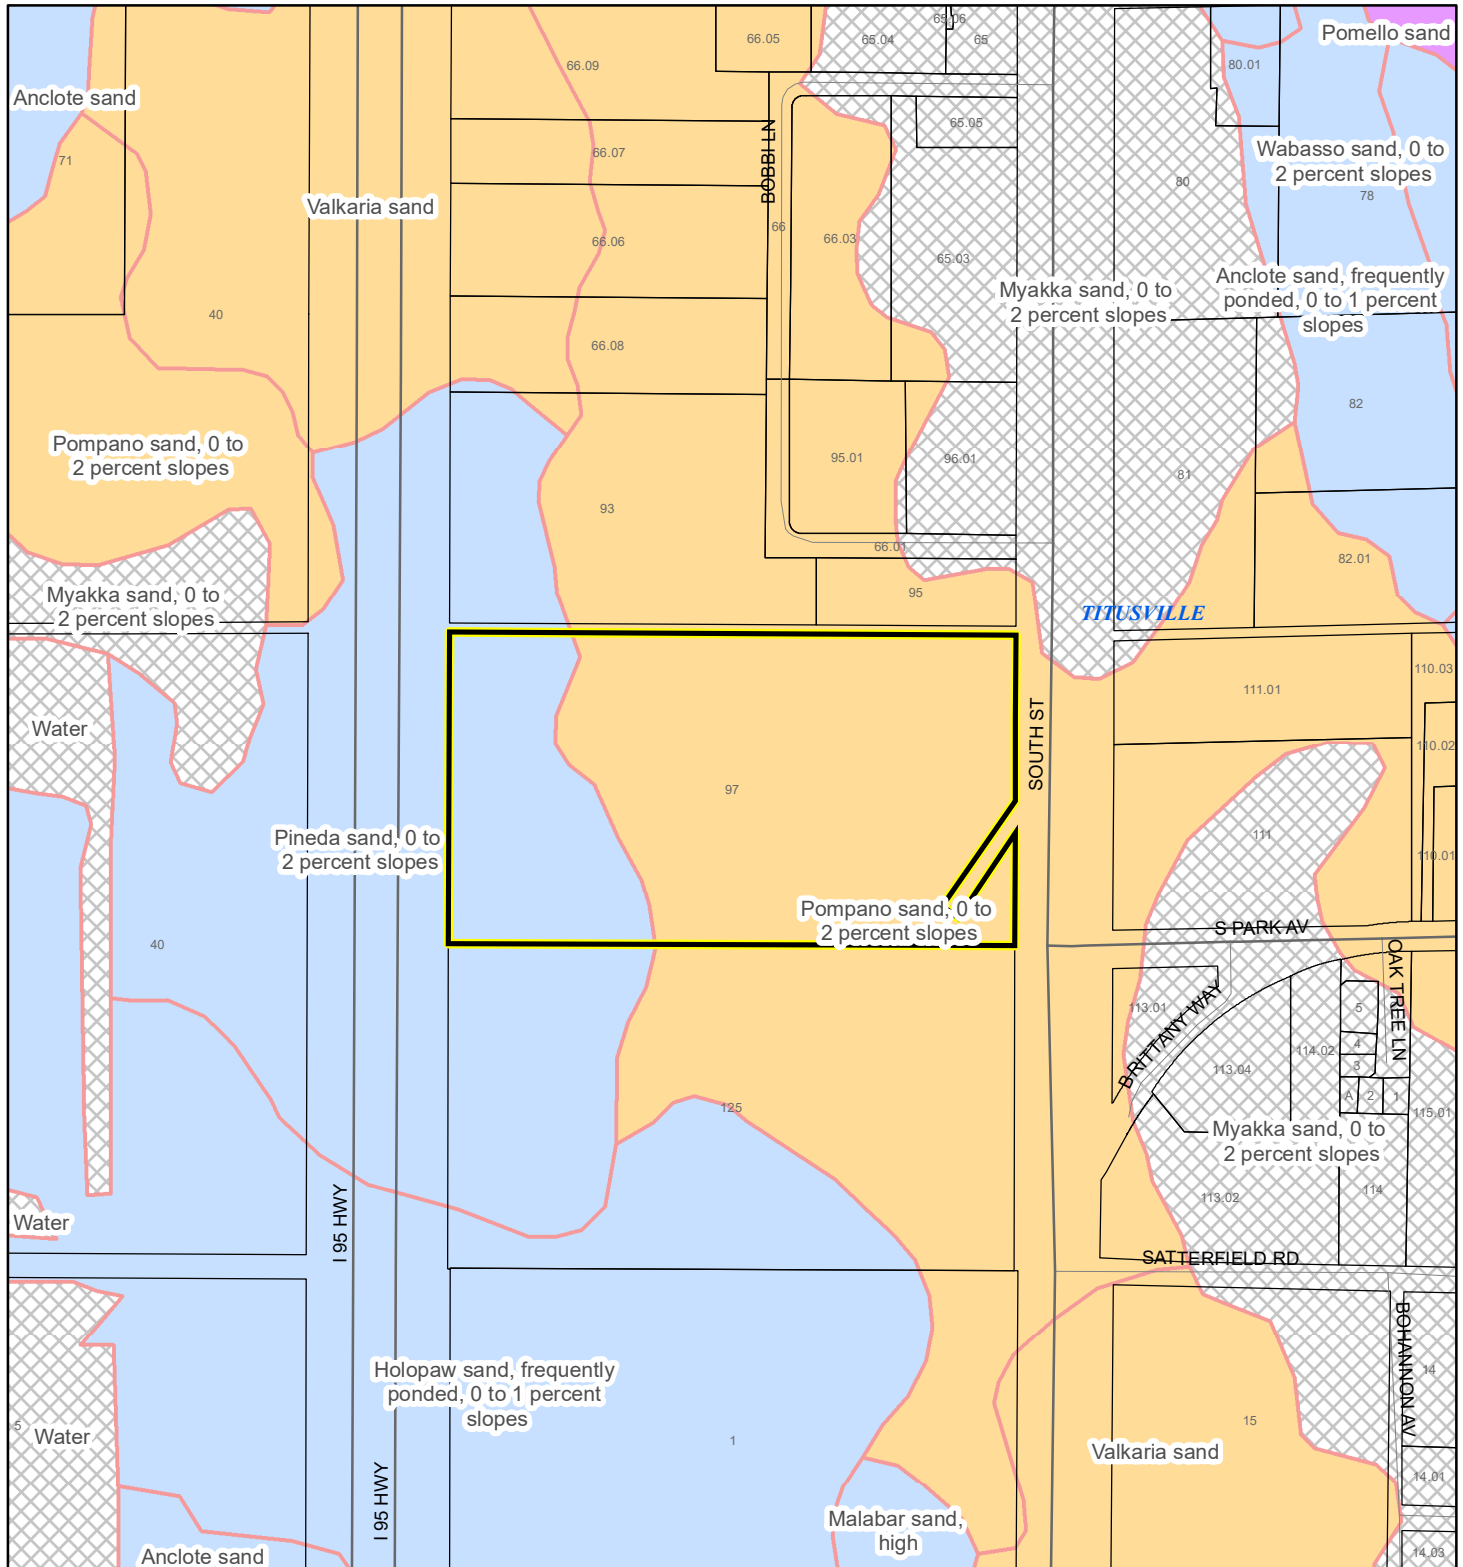 65.06
66.05
65.04
65
Pomello sand
66.09
80.01
Anclote sand
65.05
66.07
71
BOBBI LN
Wabasso sand, 0 to
2 percent slopes
80
78
Valkaria sand
66
66.06
66.03
65.03
Myakka sand, 0 to
2 percent slopes
Anclote sand, frequently
ponded, 0 to 1 percent
slopes
40
66.08
82
Pompano sand, 0 to
2 percent slopes
95.01
96.01
81
93
66.01
82.01
95
Myakka sand, 0 to
2 percent slopes
TITUSVILLE
110.03
111.01
Water
SOUTH ST
110.02
97
Pineda sand, 0 to
2 percent slopes
111
110.01
Pompano sand, 0 to
2 percent slopes
S PARK AV
40
OAK TREE LN
113.01
BRITTANY WAY
5
4
3
114.02
113.04
A
2
1
115.01
125
Myakka sand, 0 to
2 percent slopes
113.02
114
Water
I 95 HWY
SATTERFIELD RD
Holopaw sand, frequently
ponded, 0 to 1 percent
slopes
BOHANNON AV
14
15
5
Water
1
Valkaria sand
14.01
I 95 HWY
Malabar sand,
high
14.03
Anclote sand